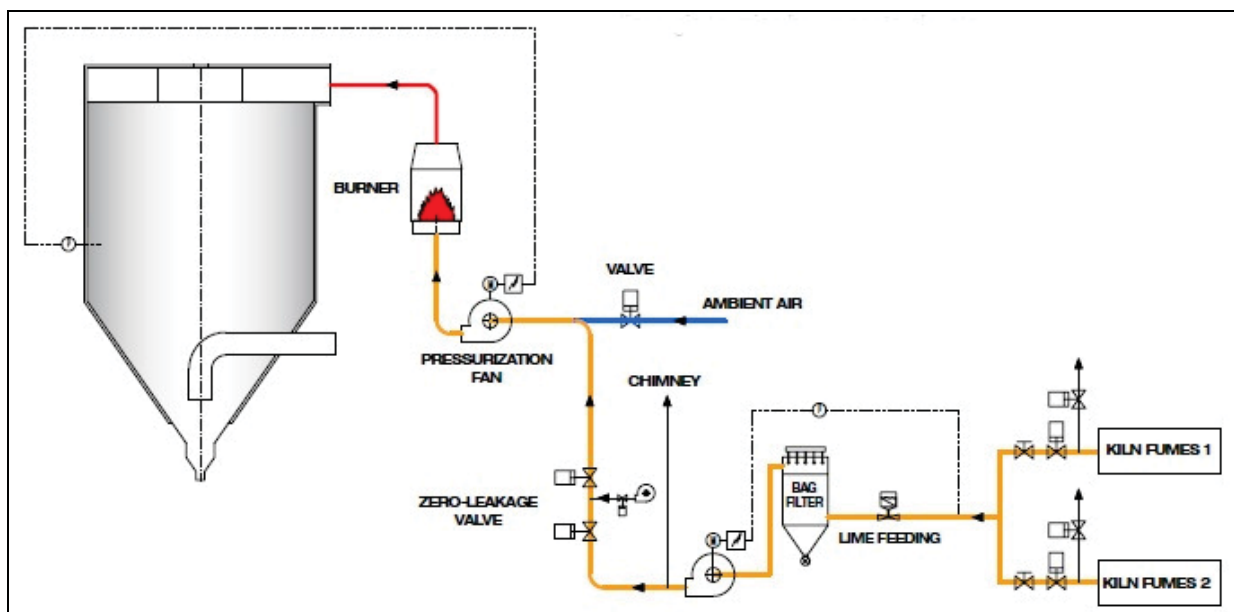 BURNER
VALVE
AMBIENT AIR
PRESSURIZATION
FAN
CHIMNEY
KILN FUMES 1
BAG
FILTER
ZERO-LEAKAGE
VALVE
LIME FEEDING
KILN FUMES 2